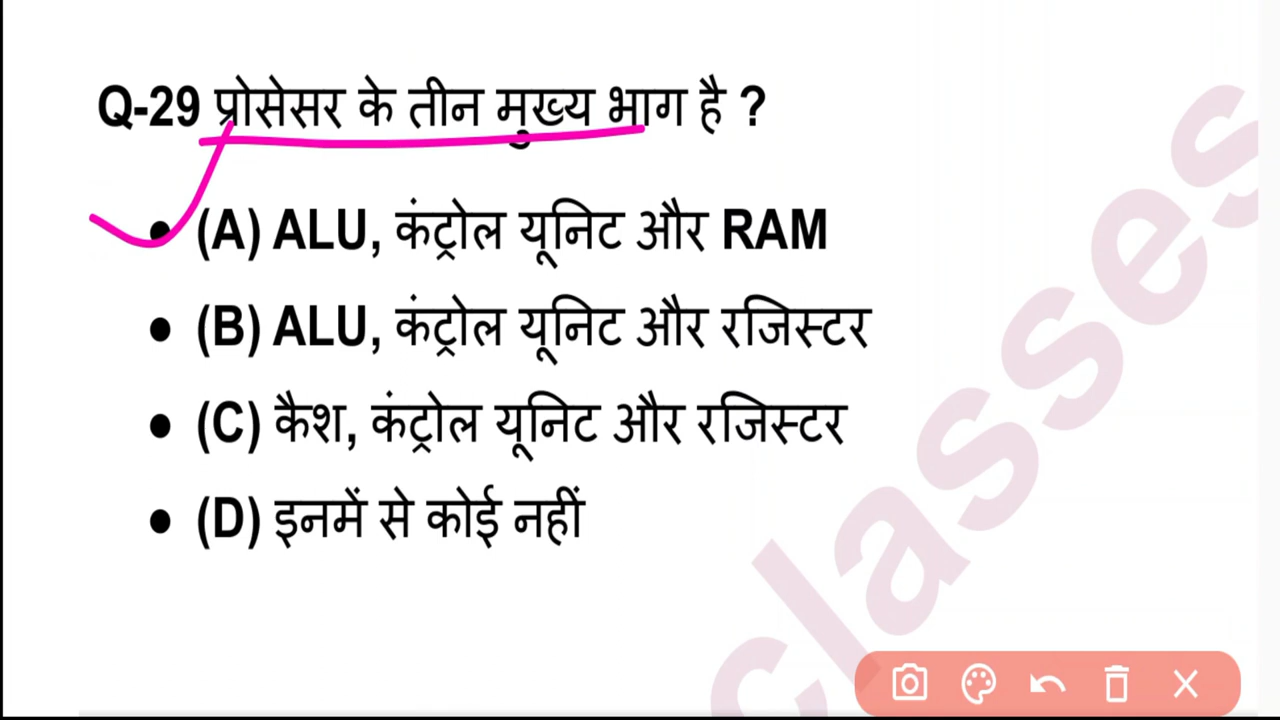 Q-29 प्रोसेसर के तीन मुख्य भाग है ?
• (A) ALU, कंट्रोल यूनिट और RAM
• (B) ALU, कंट्रोल यूनिट और रजिस्टर
• (C) कैश, कंट्रोल यूनिट और रजिस्टर
• (D) इनमें से कोई नहीं
classes